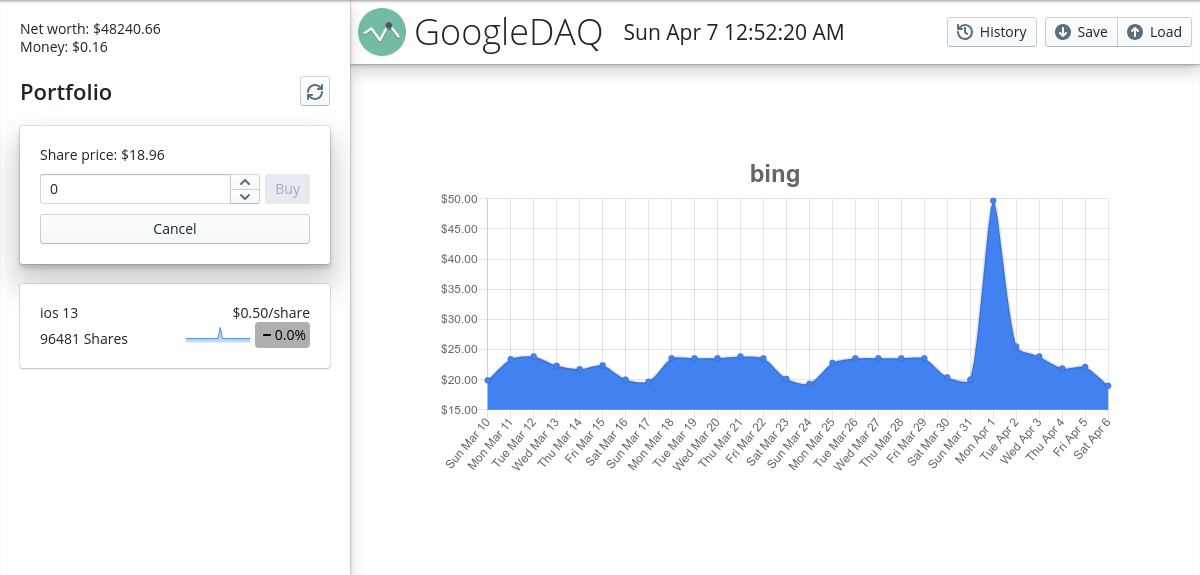 Net worth: $48240.66
Money: $0.16
Portfolio
Share price: $18.96
0
Buy
Cancel
ios 13
$0.50/share
96481 Shares
− 0.0%
GoogleDAQ
Sun Apr 7 12:52:20 AM
History
Save
Load
bing
$50.00
$45.00
$40.00
$35.00
$30.00
$25.00
$20.00
$15.00
Sun Mar 10
Mon Mar 11
Tue Mar 12
Wed Mar 13
Thu Mar 14
Fri Mar 15
Sat Mar 16
Sun Mar 17
Mon Mar 18
Tue Mar 19
Wed Mar 20
Thu Mar 21
Fri Mar 22
Sat Mar 23
Sun Mar 24
Mon Mar 25
Tue Mar 26
Wed Mar 27
Thu Mar 28
Fri Mar 29
Sat Mar 30
Sun Mar 31
Mon Apr 1
Tue Apr 2
Wed Apr 3
Thu Apr 4
Fri Apr 5
Sat Apr 6